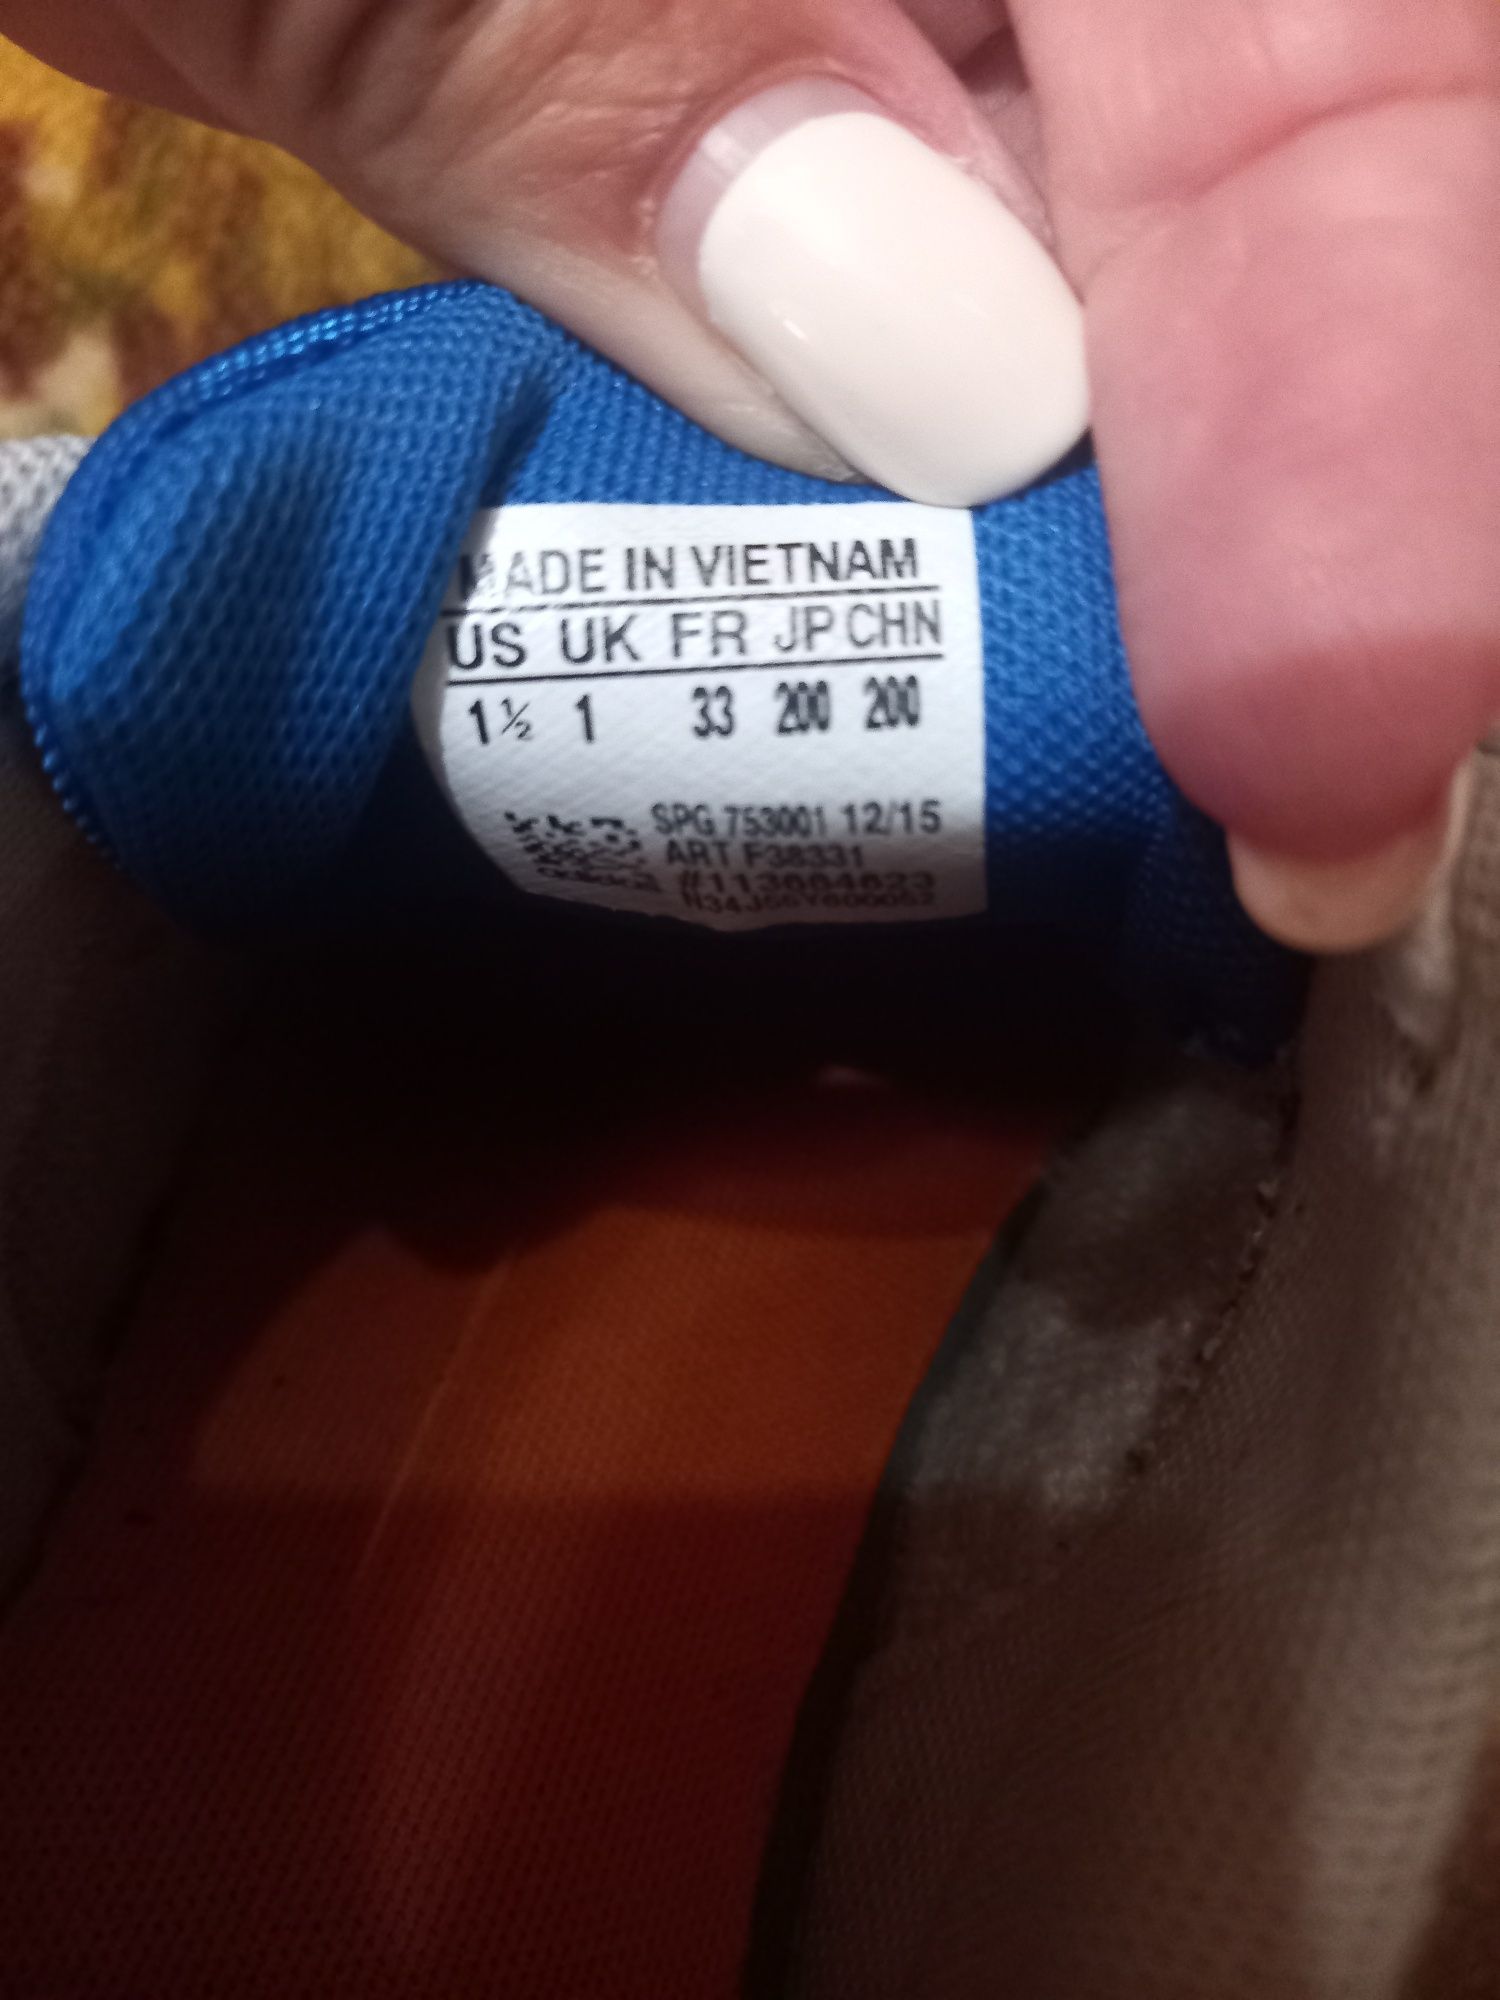 MADE IN VIETNAM
US UK FR JP CHN
1½ 1 33 200 200
SPG 753001 12/15
ART F38331
#113664623